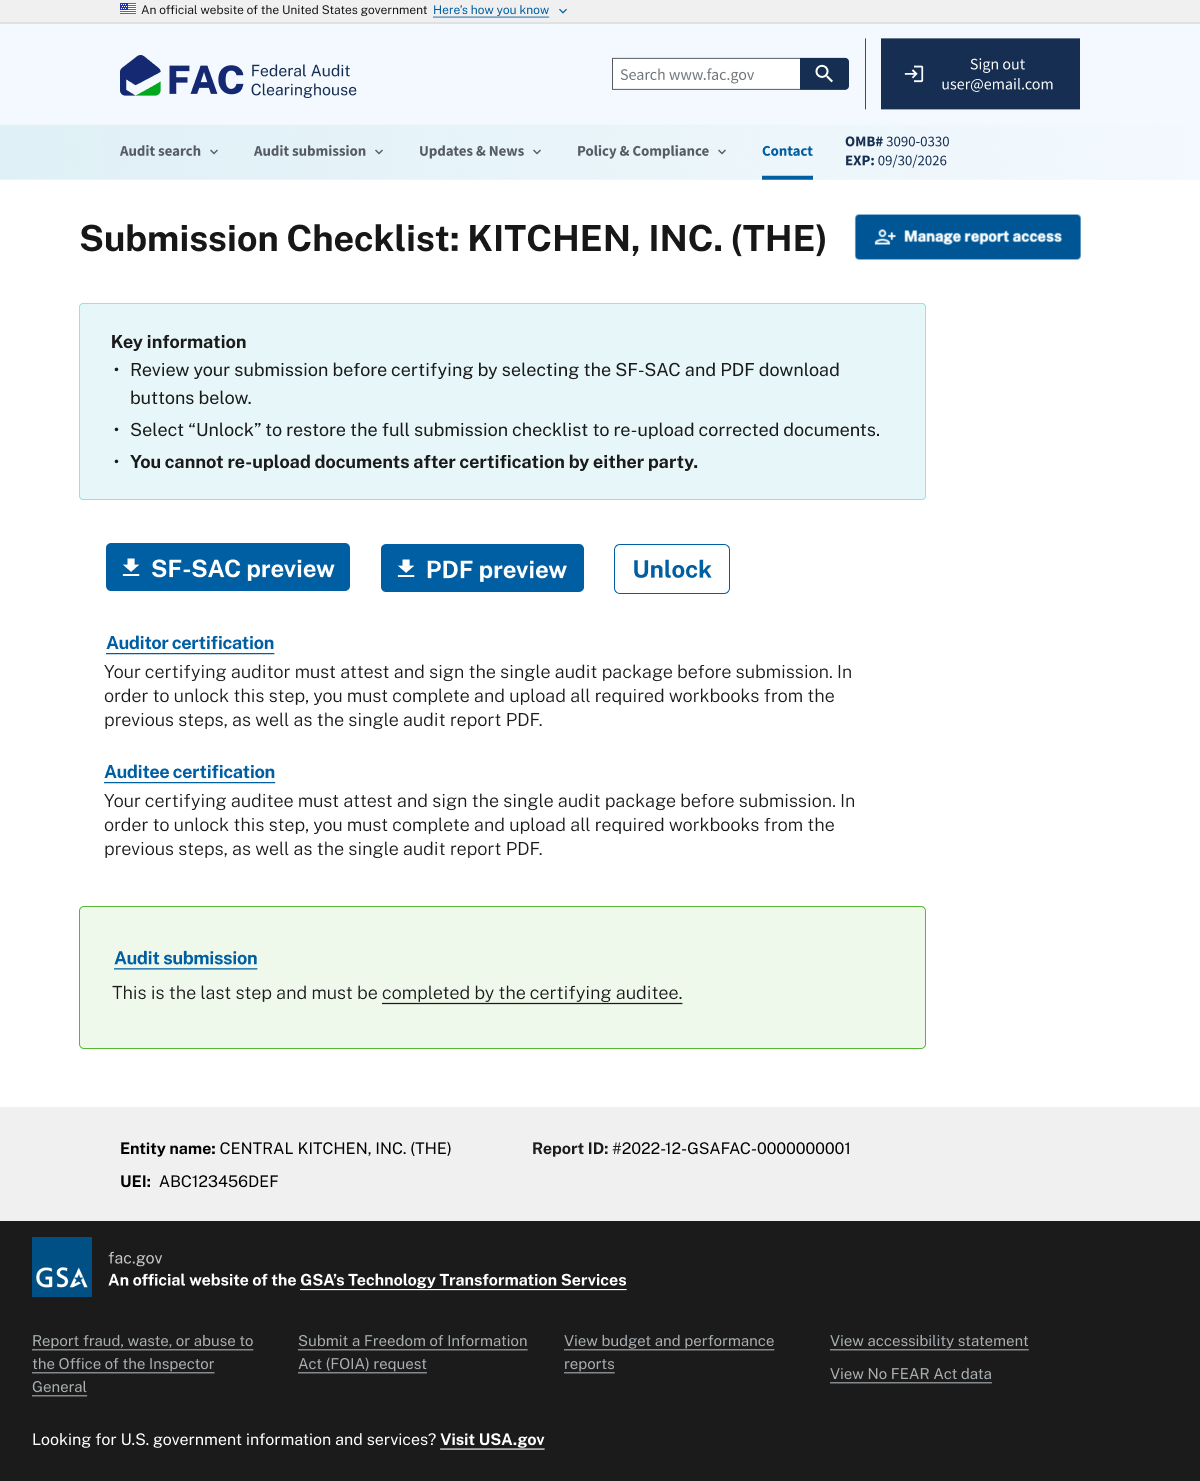 An official website of the United States government Here's how you know
FAC Federal Audit
Clearinghouse
Search www.fac.gov
Sign out
user@email.com
Audit search
Audit submission
Updates & News
Policy & Compliance
Contact
OMB# 3090-0330
EXP: 09/30/2026
Submission Checklist: KITCHEN, INC. (THE)
Manage report access
Key information
• Review your submission before certifying by selecting the SF-SAC and PDF download
buttons below.
• Select “Unlock” to restore the full submission checklist to re-upload corrected documents.
• You cannot re-upload documents after certification by either party.
SF-SAC preview
PDF preview
Unlock
Auditor certification
Your certifying auditor must attest and sign the single audit package before submission. In
order to unlock this step, you must complete and upload all required workbooks from the
previous steps, as well as the single audit report PDF.
Auditee certification
Your certifying auditee must attest and sign the single audit package before submission. In
order to unlock this step, you must complete and upload all required workbooks from the
previous steps, as well as the single audit report PDF.
Audit submission
This is the last step and must be completed by the certifying auditee.
Entity name: CENTRAL KITCHEN, INC. (THE)
Report ID: #2022-12-GSAFAC-0000000001
UEI: ABC123456DEF
GSA
fac.gov
An official website of the GSA’s Technology Transformation Services
Report fraud, waste, or abuse to
the Office of the Inspector
General
Submit a Freedom of Information
Act (FOIA) request
View budget and performance
reports
View accessibility statement
View No FEAR Act data
Looking for U.S. government information and services? Visit USA.gov